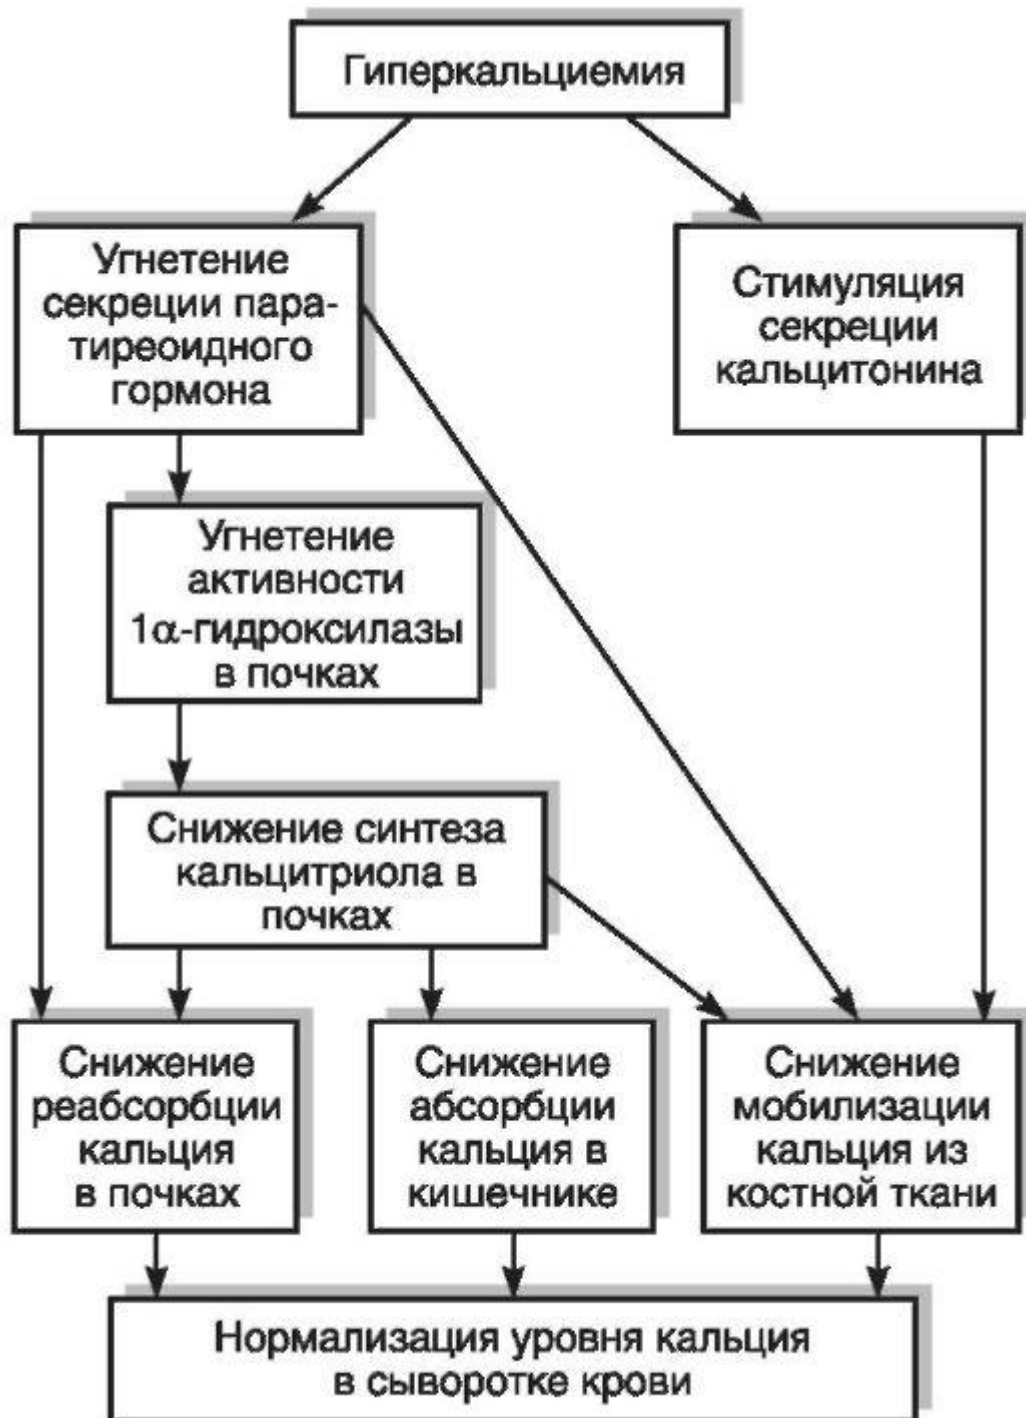 Гиперкальциемия
Угнетение
секреции пара-
тиреоидного
гормона
Стимуляция
секреции
кальцитонина
Угнетение
активности
1α-гидроксилазы
в почках
Снижение синтеза
кальцитриола в
почках
Снижение
реабсорбции
кальция
в почках
Снижение
абсорбции
кальция в
кишечнике
Снижение
мобилизации
кальция из
костной ткани
Нормализация уровня кальция
в сыворотке крови